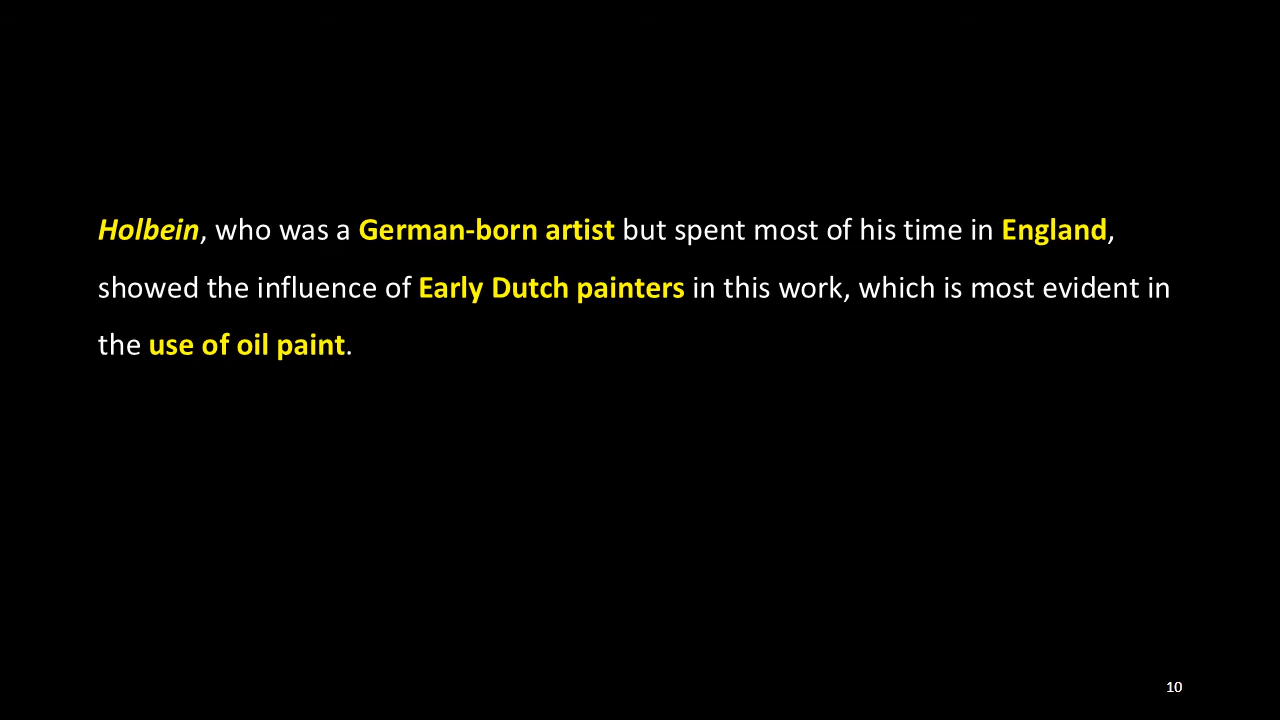 Holbein, who was a German-born artist but spent most of his time in England,
showed the influence of Early Dutch painters in this work, which is most evident in
the use of oil paint.
10